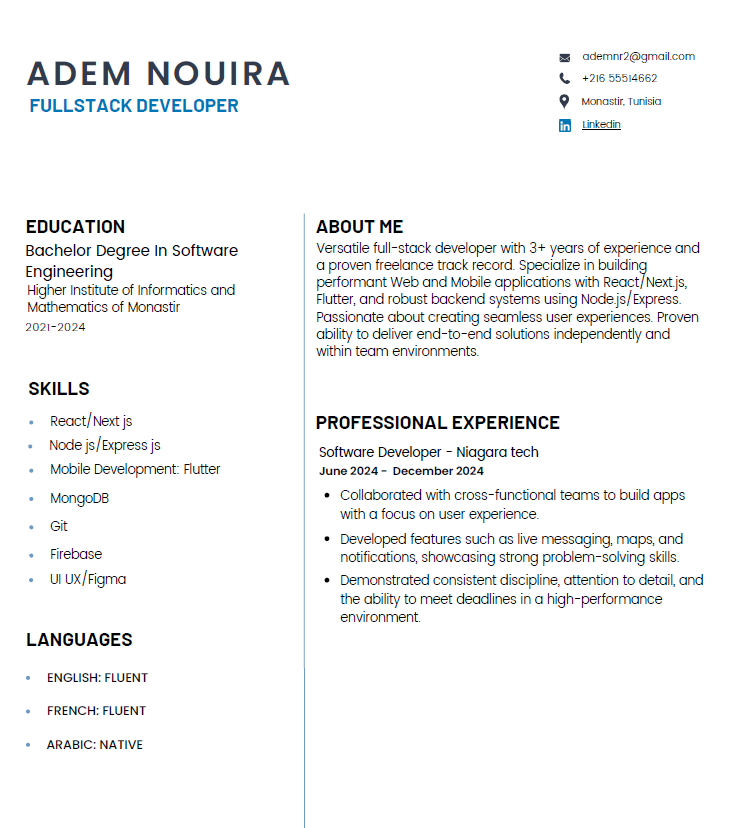 ADEM NOUIRA
FULLSTACK DEVELOPER
ademnr2@gmail.com
+216 55514662
Monastir, Tunisia
Linkedin
EDUCATION
Bachelor Degree In Software
Engineering
Higher Institute of Informatics and
Mathematics of Monastir
2021-2024
SKILLS
React/Next js
Node js/Express js
Mobile Development: Flutter
MongoDB
Git
Firebase
UI UX/Figma
LANGUAGES
ENGLISH: FLUENT
FRENCH: FLUENT
ARABIC: NATIVE
ABOUT ME
Versatile full-stack developer with 3+ years of experience and
a proven freelance track record. Specialize in building
performant Web and Mobile applications with React/Next.js,
Flutter, and robust backend systems using Node.js/Express.
Passionate about creating seamless user experiences. Proven
ability to deliver end-to-end solutions independently and
within team environments.
PROFESSIONAL EXPERIENCE
Software Developer - Niagara tech
June 2024 - December 2024
Collaborated with cross-functional teams to build apps
with a focus on user experience.
Developed features such as live messaging, maps, and
notifications, showcasing strong problem-solving skills.
Demonstrated consistent discipline, attention to detail, and
the ability to meet deadlines in a high-performance
environment.